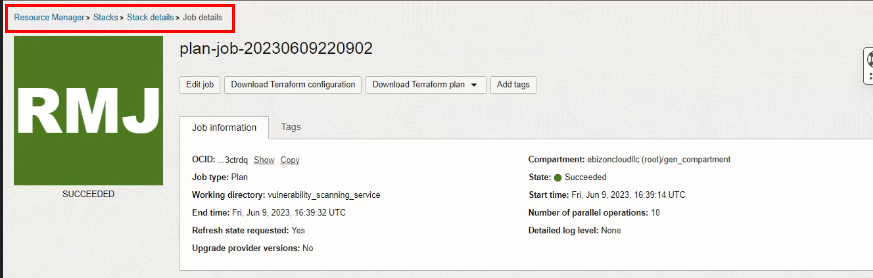 Resource Manager » Stacks » Stack details » Job details
plan-job-20230609220902
Edit job Download Terraform configuration Download Terraform plan Add tags
RMJ
SUCCEEDED
Job information Tags
OCID: ...3ctrdq Show Copy
Compartment: ebizoncloudllc (root)/gen_compartment
Job type: Plan
State: Succeeded
Working directory: vulnerability_scanning_service
Start time: Fri, Jun 9, 2023, 16:39:14 UTC
End time: Fri, Jun 9, 2023, 16:39:32 UTC
Number of parallel operations: 10
Refresh state requested: Yes
Detailed log level: None
Upgrade provider versions: No